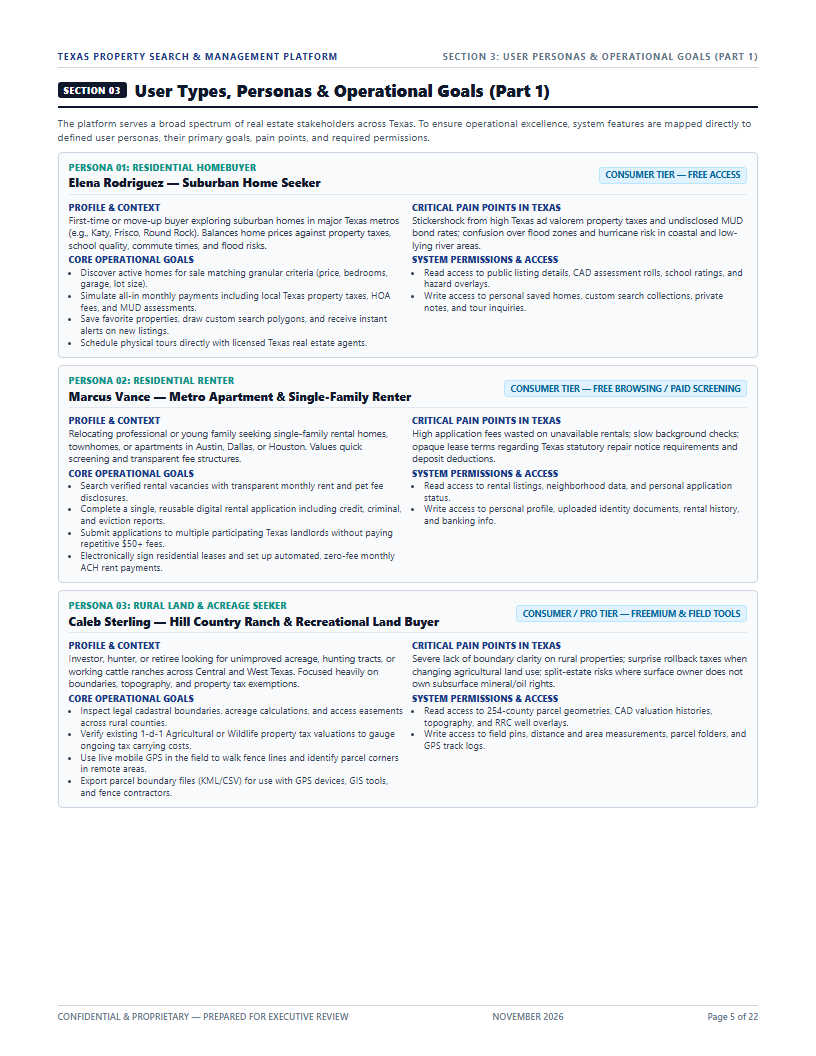 TEXAS PROPERTY SEARCH & MANAGEMENT PLATFORM
SECTION 3: USER PERSONAS & OPERATIONAL GOALS (PART 1)
SECTION 03 User Types, Personas & Operational Goals (Part 1)
The platform serves a broad spectrum of real estate stakeholders across Texas. To ensure operational excellence, system features are mapped directly to
defined user personas, their primary goals, pain points, and required permissions.
PERSONA 01: RESIDENTIAL HOMEBUYER
Elena Rodriguez — Suburban Home Seeker
CONSUMER TIER — FREE ACCESS
PROFILE & CONTEXT
First-time or move-up buyer exploring suburban homes in major Texas metros
(e.g., Katy, Frisco, Round Rock). Balances home prices against property taxes,
school quality, commute times, and flood risks.
CORE OPERATIONAL GOALS
• Discover active homes for sale matching granular criteria (price, bedrooms,
garage, lot size).
• Simulate all-in monthly payments including local Texas property taxes, HOA
fees, and MUD assessments.
• Save favorite properties, draw custom search polygons, and receive instant
alerts on new listings.
• Schedule physical tours directly with licensed Texas real estate agents.
CRITICAL PAIN POINTS IN TEXAS
Stickershock from high Texas ad valorem property taxes and undisclosed MUD
bond rates; confusion over flood zones and hurricane risk in coastal and low-
lying river areas.
SYSTEM PERMISSIONS & ACCESS
• Read access to public listing details, CAD assessment rolls, school ratings, and
hazard overlays.
• Write access to personal saved homes, custom search collections, private
notes, and tour inquiries.
PERSONA 02: RESIDENTIAL RENTER
Marcus Vance — Metro Apartment & Single-Family Renter
CONSUMER TIER — FREE BROWSING / PAID SCREENING
PROFILE & CONTEXT
Relocating professional or young family seeking single-family rental homes,
townhomes, or apartments in Austin, Dallas, or Houston. Values quick
screening and transparent fee structures.
CORE OPERATIONAL GOALS
• Search verified rental vacancies with transparent monthly rent and pet fee
disclosures.
• Complete a single, reusable digital rental application including credit, criminal,
and eviction reports.
• Submit applications to multiple participating Texas landlords without paying
repetitive $50+ fees.
• Electronically sign residential leases and set up automated, zero-fee monthly
ACH rent payments.
CRITICAL PAIN POINTS IN TEXAS
High application fees wasted on unavailable rentals; slow background checks;
opaque lease terms regarding Texas statutory repair notice requirements and
deposit deductions.
SYSTEM PERMISSIONS & ACCESS
• Read access to rental listings, neighborhood data, and personal application
status.
• Write access to personal profile, uploaded identity documents, rental history,
and banking info.
PERSONA 03: RURAL LAND & ACREAGE SEEKER
Caleb Sterling — Hill Country Ranch & Recreational Land Buyer
CONSUMER / PRO TIER — FREEMIUM & FIELD TOOLS
PROFILE & CONTEXT
Investor, hunter, or retiree looking for unimproved acreage, hunting tracts, or
working cattle ranches across Central and West Texas. Focused heavily on
boundaries, topography, and property tax exemptions.
CORE OPERATIONAL GOALS
• Inspect legal cadastral boundaries, acreage calculations, and access easements
across rural counties.
• Verify existing 1-d-1 Agricultural or Wildlife property tax valuations to gauge
ongoing tax carrying costs.
• Use live mobile GPS in the field to walk fence lines and identify parcel corners
in remote areas.
• Export parcel boundary files (KML/CSV) for use with GPS devices, GIS tools,
and fence contractors.
CRITICAL PAIN POINTS IN TEXAS
Severe lack of boundary clarity on rural properties; surprise rollback taxes when
changing agricultural land use; split-estate risks where surface owner does not
own subsurface mineral/oil rights.
SYSTEM PERMISSIONS & ACCESS
• Read access to 254-county parcel geometries, CAD valuation histories,
topography, and RRC well overlays.
• Write access to field pins, distance and area measurements, parcel folders, and
GPS track logs.
CONFIDENTIAL & PROPRIETARY — PREPARED FOR EXECUTIVE REVIEW
NOVEMBER 2026
Page 5 of 22